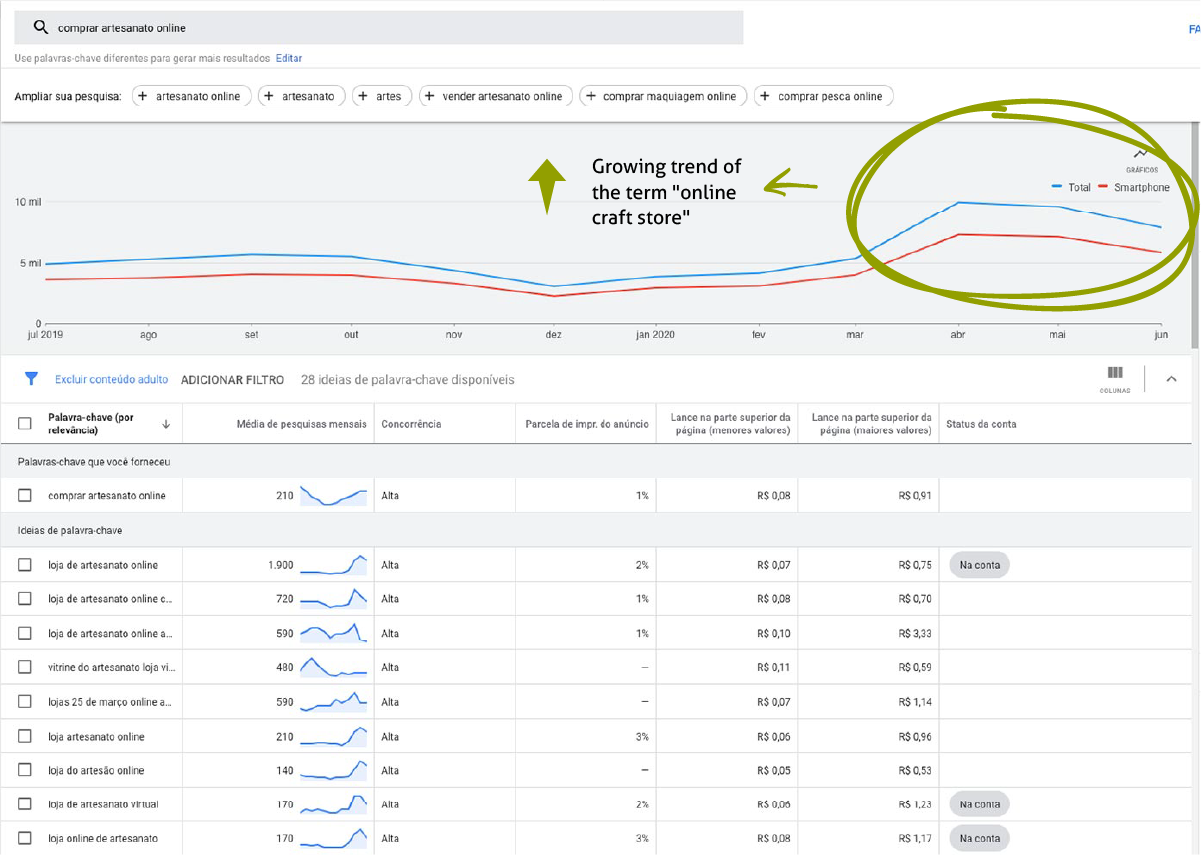 comprar artesanato online
FA
Use palavras-chave diferentes para gerar mais resultados Editar
Ampliar sua pesquisa: + artesanato online + artesanato + artes + vender artesanato online + comprar maquiagem online + comprar pesca online
Growing trend of
the term "online
craft store"
GRÁFICOS
Total Smartphone
10 mil
5 mil
0
jul 2019 ago set out nov dez jan 2020 fev mar abr mai jun
Excluir conteúdo adulto ADICIONAR FILTRO 28 ideias de palavra-chave disponíveis
COLUNAS
Palavra-chave (por
relevância) Média de pesquisas mensais Concorrência Parcela de impr. do anúncio Lance na parte superior da
página (menores valores) Lance na parte superior da
página (maiores valores) Status da conta
Palavras-chave que você forneceu
comprar artesanato online 210 Alta 1% R$ 0,08 R$ 0,91
Ideias de palavra-chave
loja de artesanato online 1.900 Alta 2% R$ 0,07 R$ 0,75 Na conta
loja de artesanato online c... 720 Alta 1% R$ 0,08 R$ 0,70
loja de artesanato online a... 590 Alta 1% R$ 0,10 R$ 3,33
vitrine do artesanato loja vi... 480 Alta – R$ 0,11 R$ 0,59
lojas 25 de março online a... 590 Alta – R$ 0,07 R$ 1,14
loja artesanato online 210 Alta 3% R$ 0,06 R$ 0,96
loja do artesão online 140 Alta – R$ 0,05 R$ 0,53
loja de artesanato virtual 170 Alta 2% R$ 0,06 R$ 1,23 Na conta
loja online de artesanato 170 Alta 3% R$ 0,08 R$ 1,17 Na conta